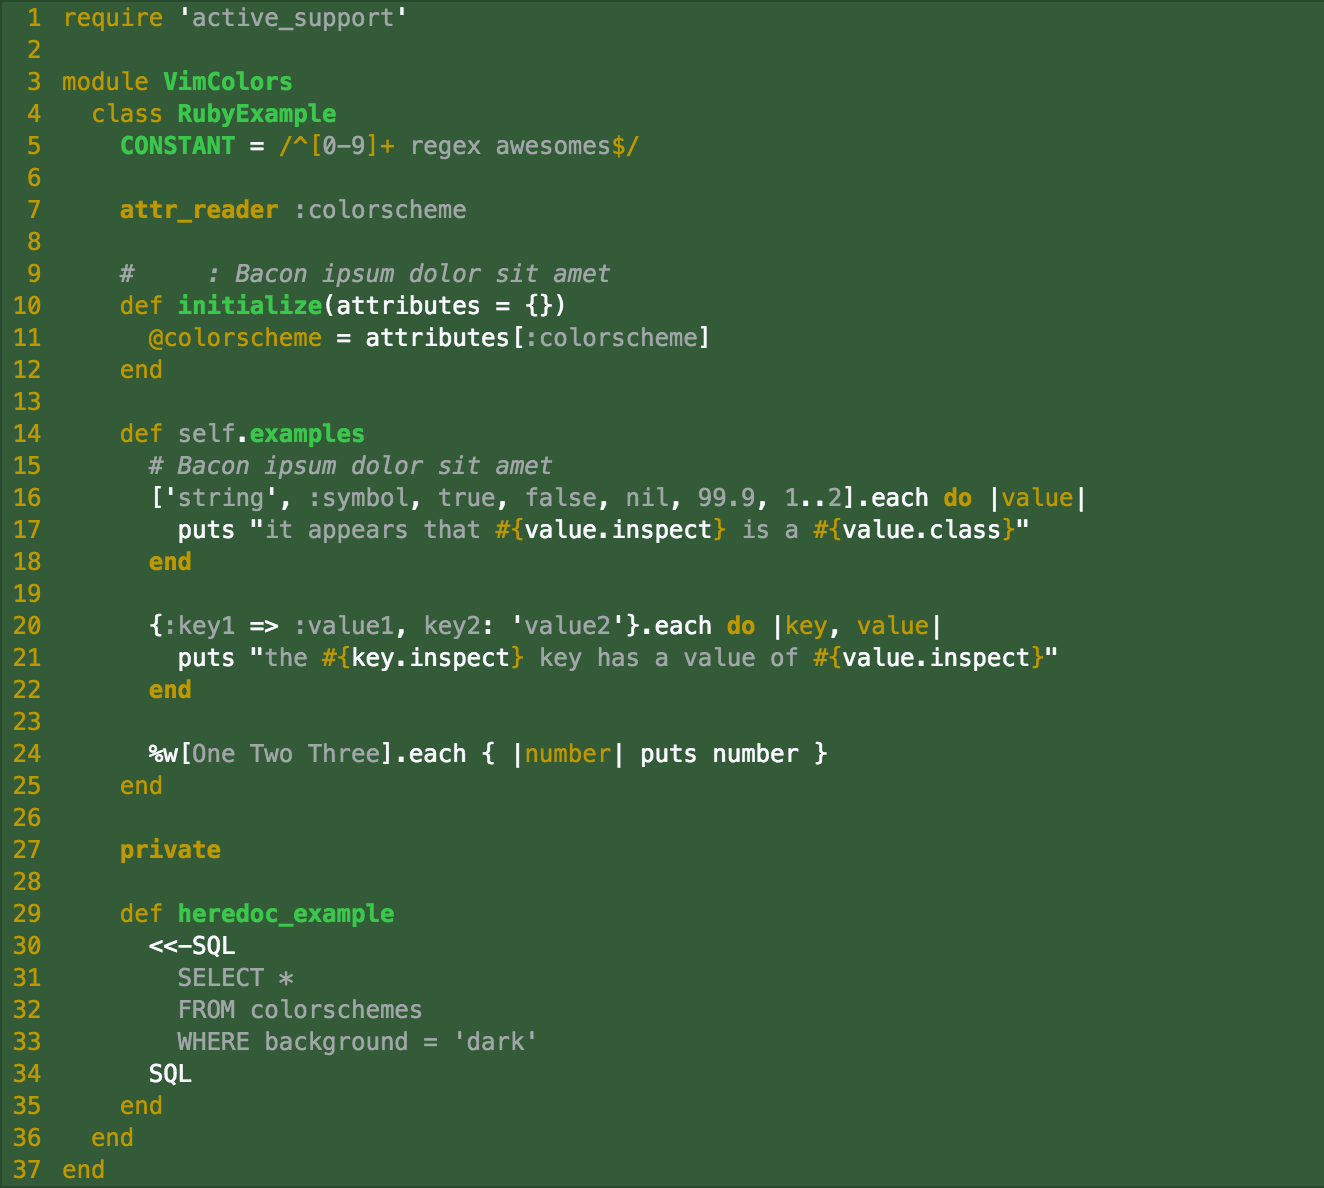 1 require 'active_support'
2
3 module VimColors
4   class RubyExample
5     CONSTANT = /^[0-9]+ regex awesomes$/
6
7     attr_reader :colorscheme
8
9     #     : Bacon ipsum dolor sit amet
10     def initialize(attributes = {})
11       @colorscheme = attributes[:colorscheme]
12     end
13
14     def self.examples
15       # Bacon ipsum dolor sit amet
16       ['string', :symbol, true, false, nil, 99.9, 1..2].each do |value|
17         puts "it appears that #{value.inspect} is a #{value.class}"
18       end
19
20       {:key1 => :value1, key2: 'value2'}.each do |key, value|
21         puts "the #{key.inspect} key has a value of #{value.inspect}"
22       end
23
24       %w[One Two Three].each { |number| puts number }
25     end
26
27     private
28
29     def heredoc_example
30       <<-SQL
31         SELECT *
32         FROM colorschemes
33         WHERE background = 'dark'
34       SQL
35     end
36   end
37 end